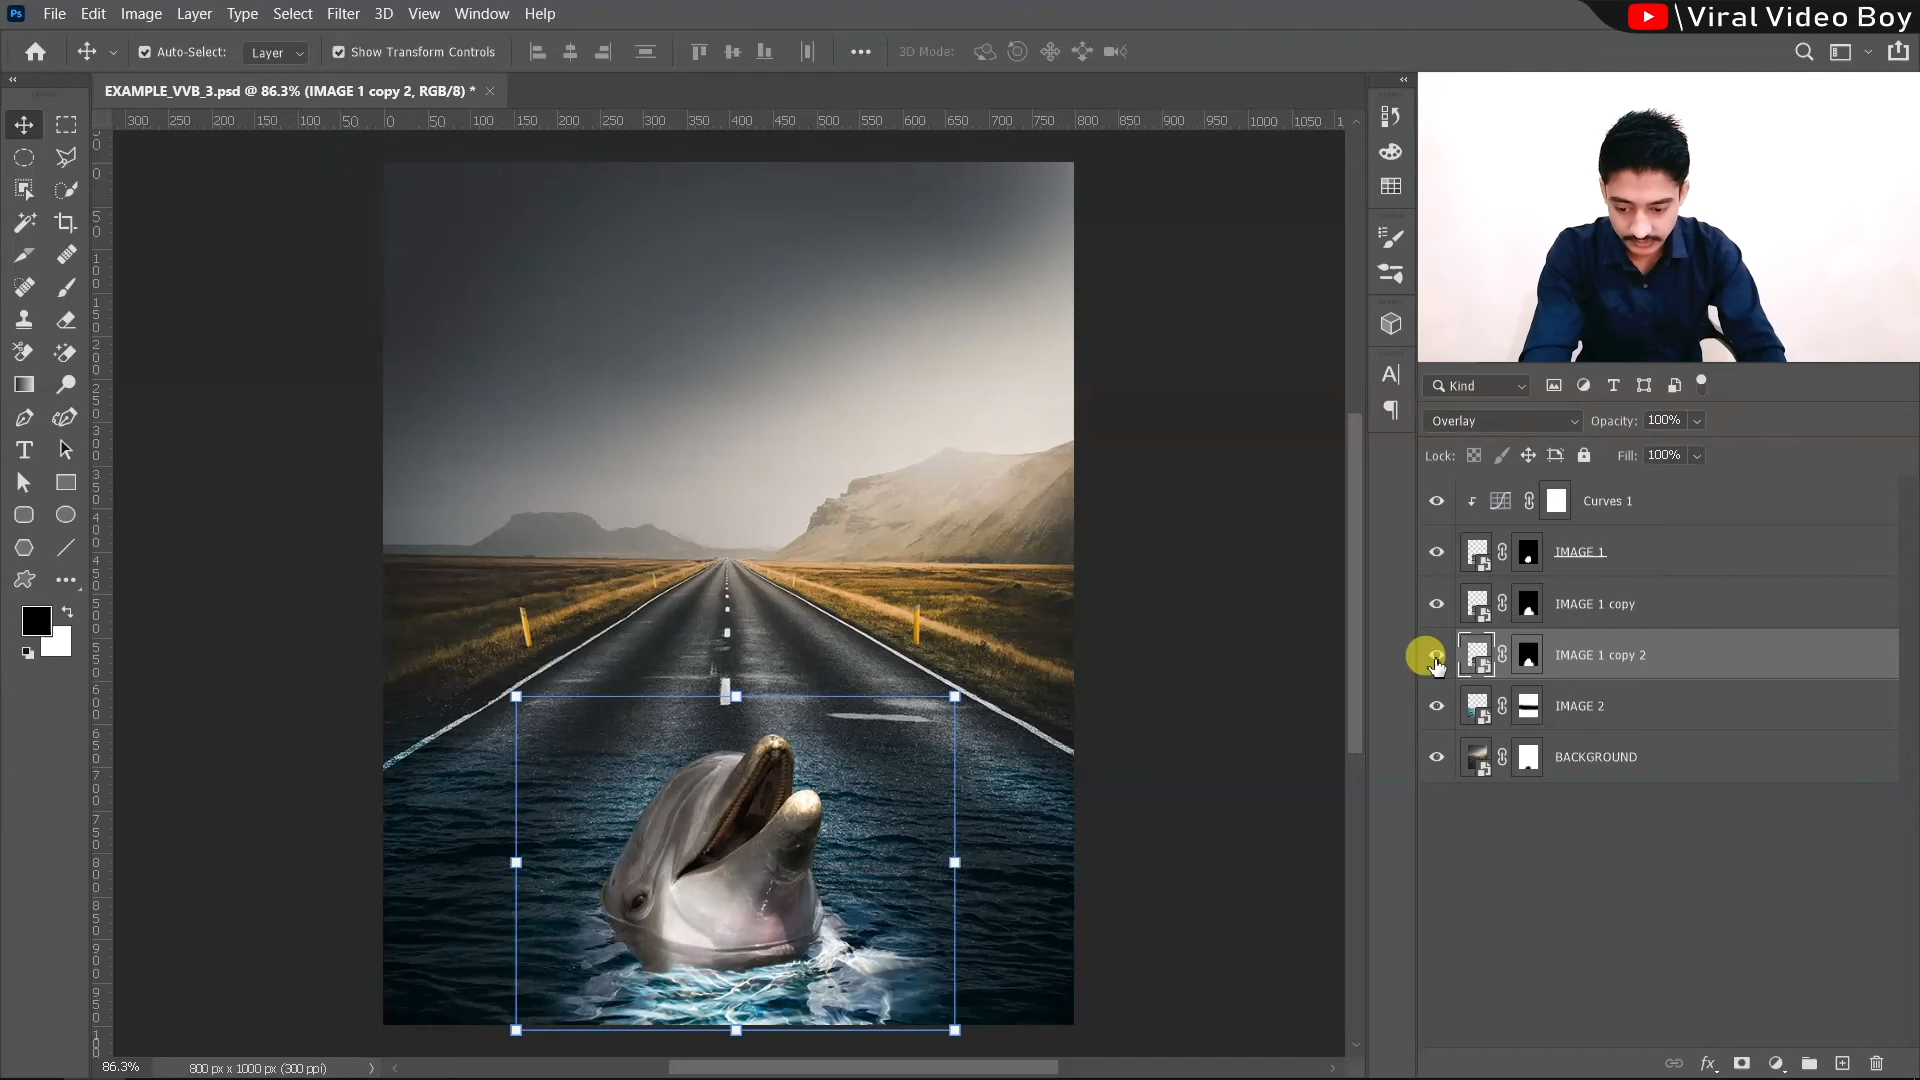 Ps File Edit Image Layer Type Select Filter 3D View Window Help
\Viral Video Boy
Auto-Select: Layer Show Transform Controls 3D Mode:
EXAMPLE_VVB_3.psd @ 86.3% (IMAGE 1 copy 2, RGB/8) *
300 250 200 150 100 50 0 50 100 150 200 250 300 350 400 450 500 550 600 650 700 750 800 850 900 950 1000 1050 1
Kind
Overlay Opacity: 100%
Lock: Fill: 100%
Curves 1
IMAGE 1
IMAGE 1 copy
IMAGE 1 copy 2
IMAGE 2
BACKGROUND
86.3% 800 px x 1000 px (300 ppi)